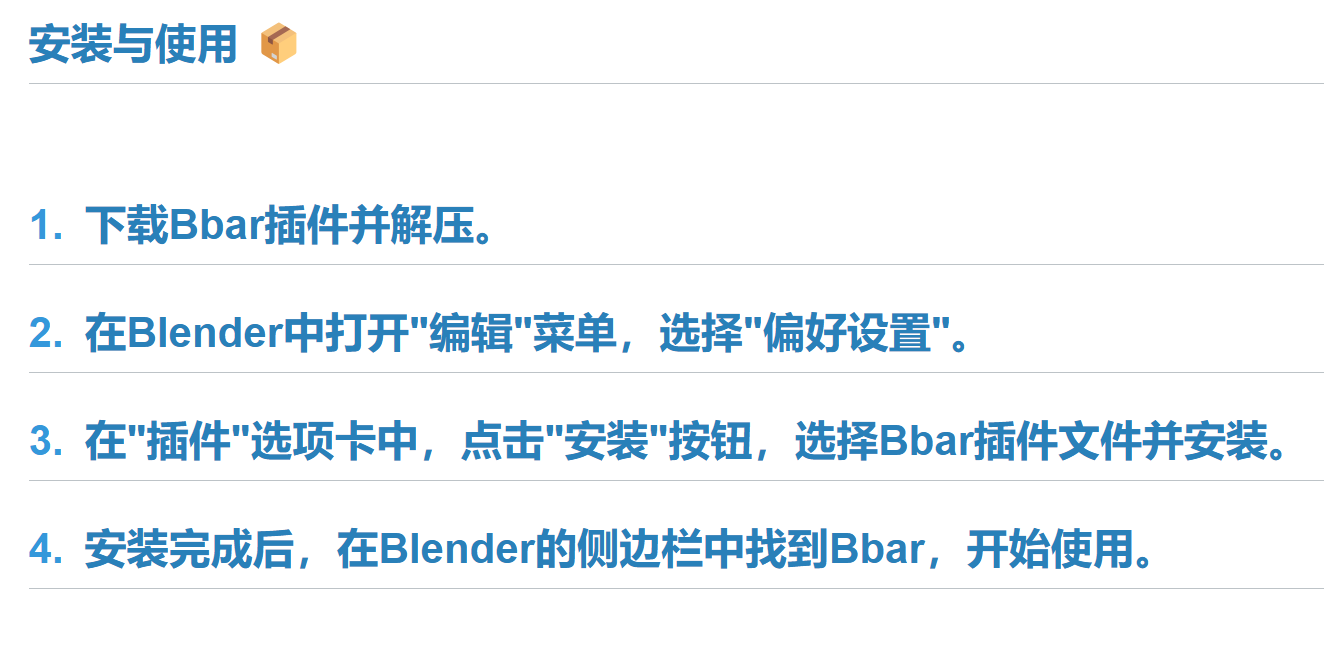 安装与使用 📦
1. 下载Bbar插件并解压。
2. 在Blender中打开"编辑"菜单，选择"偏好设置"。
3. 在"插件"选项卡中，点击"安装"按钮，选择Bbar插件文件并安装。
4. 安装完成后，在Blender的侧边栏中找到Bbar，开始使用。